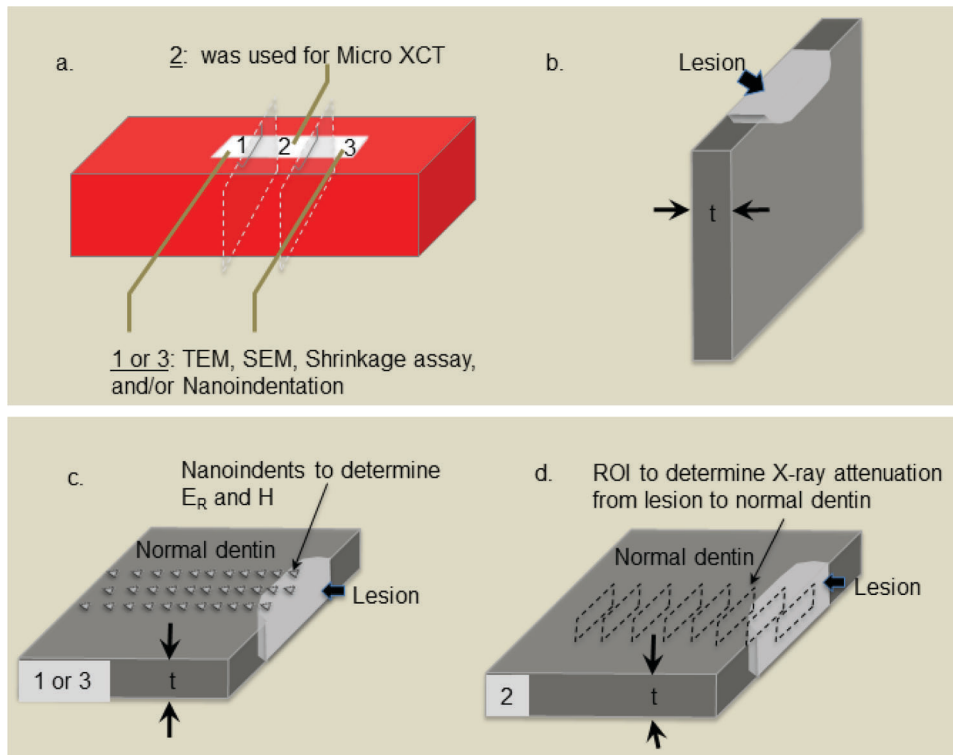 a.
2: was used for Micro XCT
1
2
3
1 or 3: TEM, SEM, Shrinkage assay,
and/or Nanoindentation
b.
Lesion
t
c.
Nanoindents to determine
E_R and H
Normal dentin
Lesion
1 or 3
t
d.
ROI to determine X-ray attenuation
from lesion to normal dentin
Normal dentin
Lesion
2
t